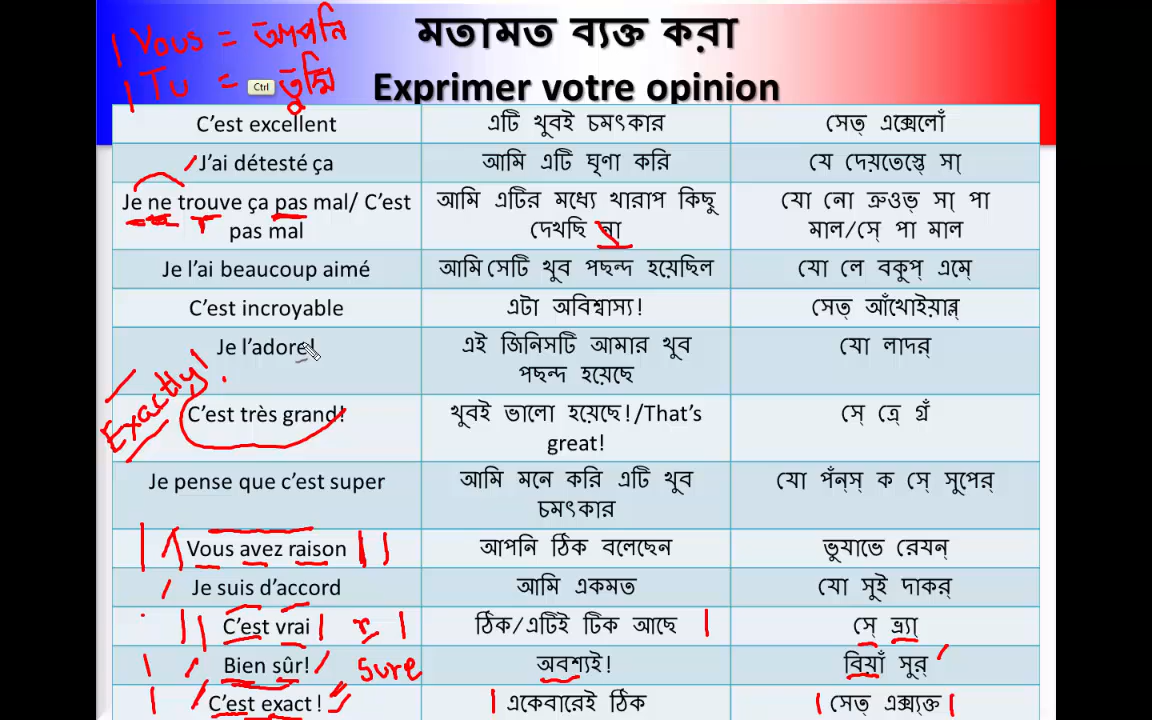 মতামত ব্যক্ত করা
Exprimer votre opinion
Vous = আপনি
Tu = তুমি
Ctrl
C’est excellent
এটি খুবই চমৎকার
সেত্ এক্সেলোঁ
J’ai détesté ça
আমি এটি ঘৃণা করি
যে দেয়তেস্তে সা্
Je ne trouve ça pas mal/ C’est
pas mal
আমি এটির মধ্যে খারাপ কিছু
দেখছি না
যো নো ত্রুওভ্ সা্ পা
মাল/সে্ পা মাল
Je l’ai beaucoup aimé
আমি সেটি খুব পছন্দ হয়েছিল
যো লে বকুপ্ এমে্
C’est incroyable
এটা অবিশ্বাস্য!
সেত্ আঁখোইয়াব্ল্
Je l’adore!
এই জিনিসটি আমার খুব
পছন্দ হয়েছে
যো লাদর্
Exactly!
C’est très grand!
খুবই ভালো হয়েছে!/That’s
great!
সে্ ত্রে গ্রঁ
Je pense que c’est super
আমি মনে করি এটি খুব
চমৎকার
যো পঁন্স্ ক সে্ সুপের্
Vous avez raison
আপনি ঠিক বলেছেন
ভুযাভে রেযন্
Je suis d’accord
আমি একমত
যো সুই দাকর্
C’est vrai
r
ঠিক/এটিই টিক আছে
সে্ ভ্র্যা
Bien sûr!
Sure
অবশ্যই!
বিয়াঁ সুর্
C’est exact !
একেবারেই ঠিক
সেত্ এক্স্যক্ত